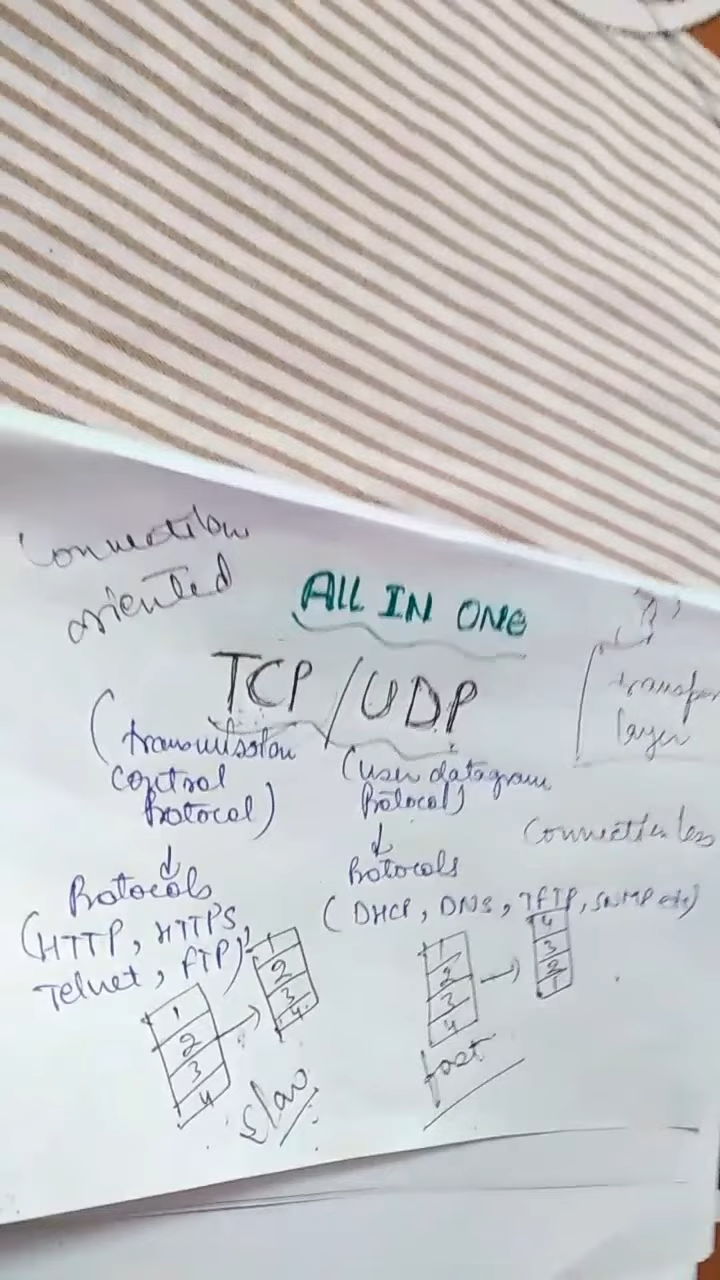 Connection
oriented
ALL IN ONE
TCP/UDP
transport
layer
(transmission
control
Protocol)
(user datagram
Protocol)
Connection less
Protocols
(HTTP, HTTPS,
Telnet, FTP)
Protocols
(DHCP, DNS, TFTP, SNMP etc)
1
2
3
4
1
2
3
4
slow
1
2
3
4
4
3
2
1
fast